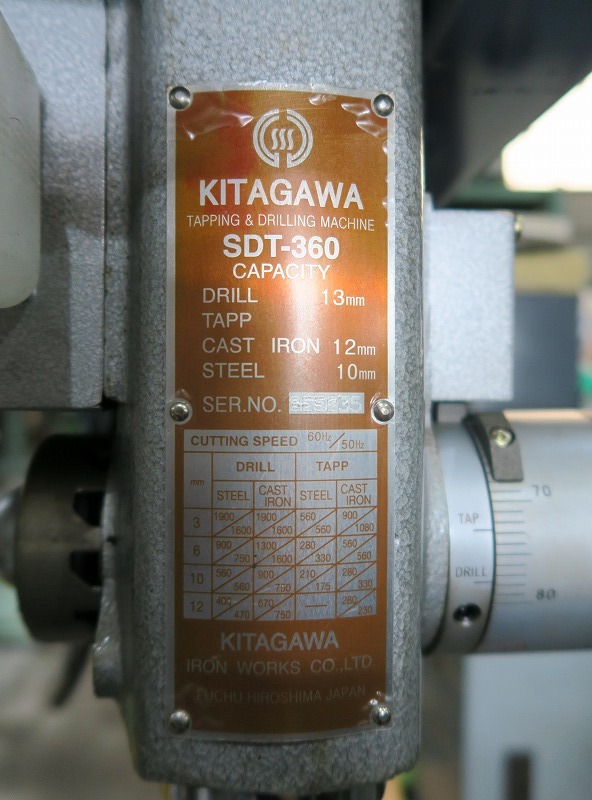 KITAGAWA
TAPPING & DRILLING MACHINE
SDT-360
CAPACITY
DRILL 13mm
TAPP
CAST IRON 12mm
STEEL 10mm
SER.NO.
CUTTING SPEED 60Hz/50Hz
mm DRILL TAPP
STEEL CAST IRON STEEL CAST IRON
3 1900/1600 1900/1600 560/560 900/1080
6 900/750 1300/1600 280/330 560/560
10 560/560 900/750 210/175 280/330
12 400/470 670/750 280/230
KITAGAWA
IRON WORKS CO.,LTD
FUCHU HIROSHIMA JAPAN
70
TAP
DRILL
80